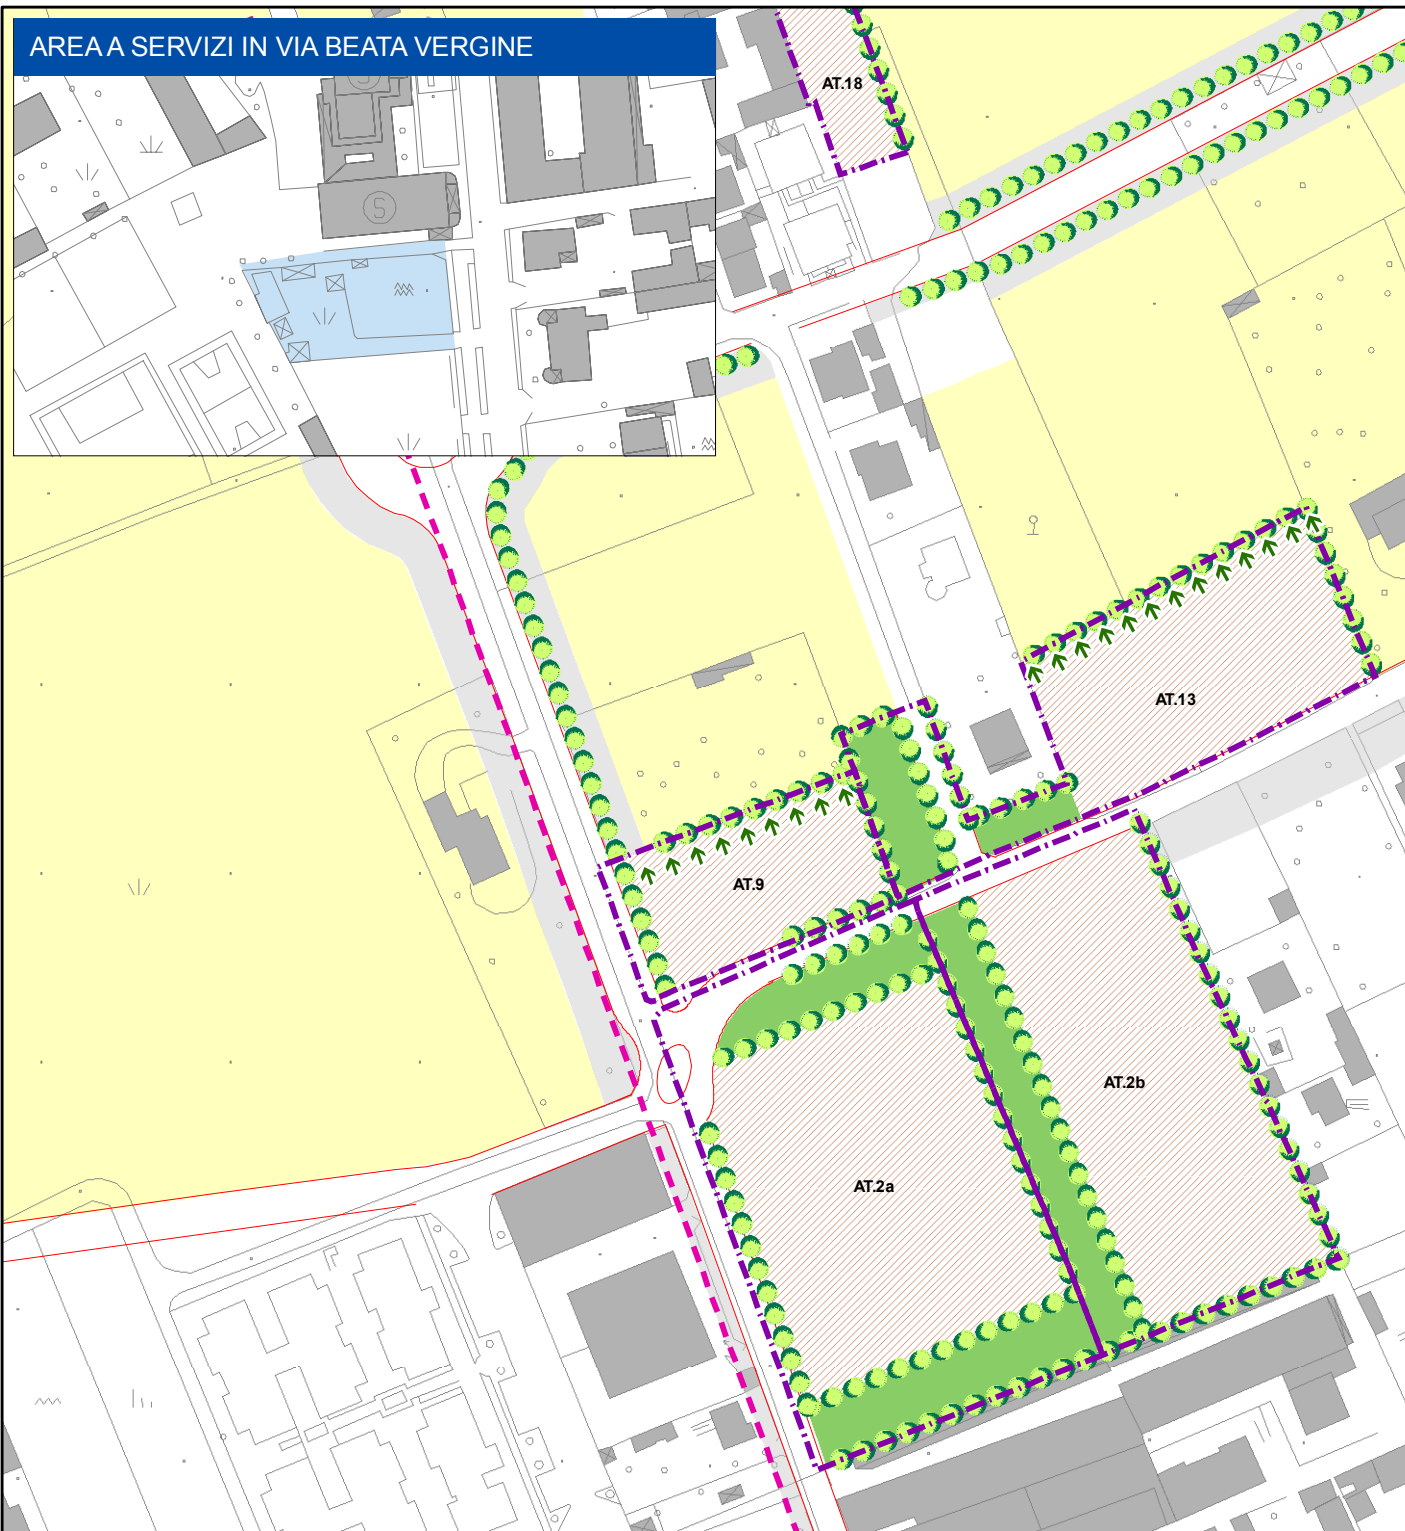 AREA A SERVIZI IN VIA BEATA VERGINE
AT.18
S
S
AT.13
AT.9
AT.2b
AT.2a